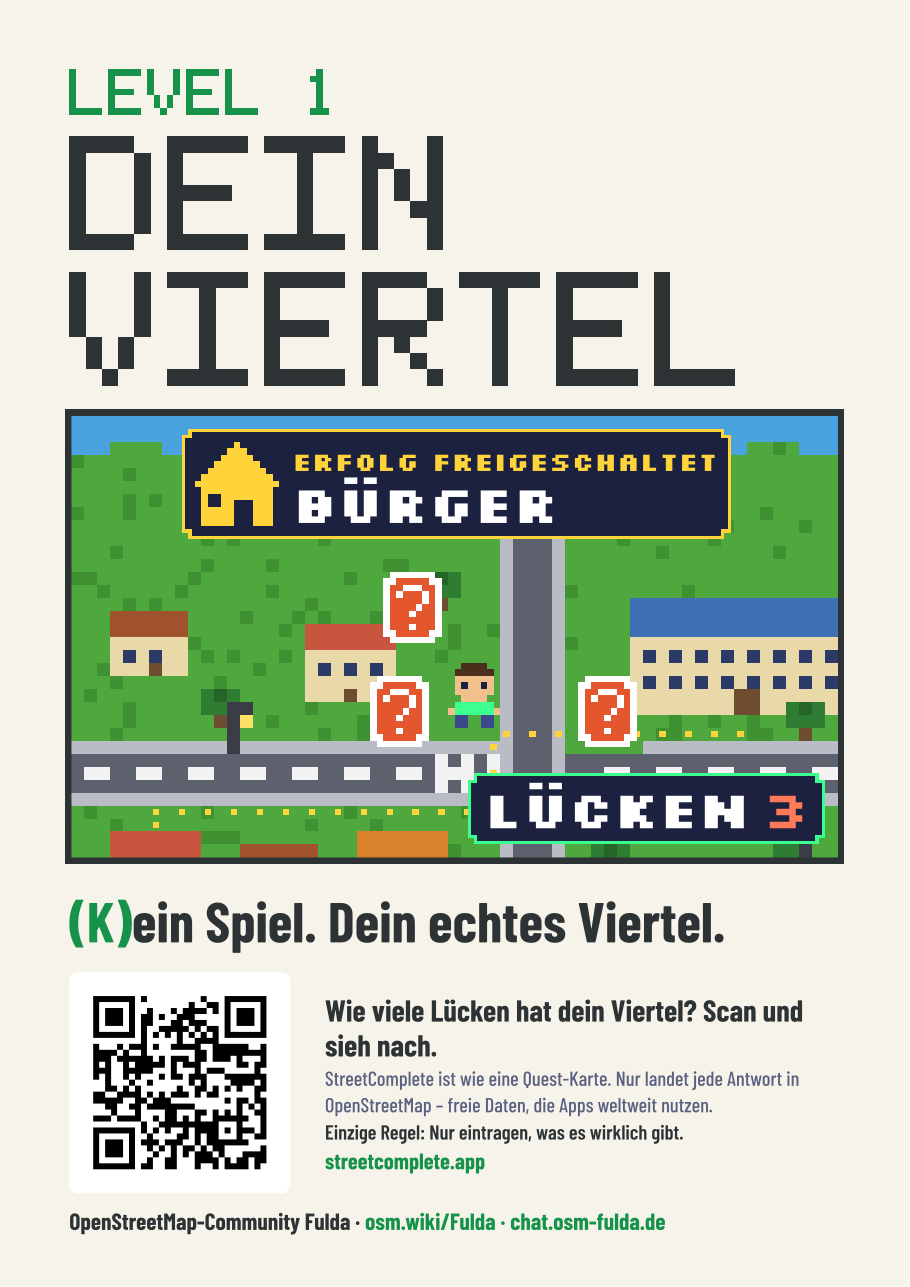 LEVEL 1
DEIN
VIERTEL
ERFOLG FREIGESCHALTET
BÜRGER
?
?
?
LÜCKEN 3
(K)ein Spiel. Dein echtes Viertel.
Wie viele Lücken hat dein Viertel? Scan und
sieh nach.
StreetComplete ist wie eine Quest-Karte. Nur landet jede Antwort in
OpenStreetMap – freie Daten, die Apps weltweit nutzen.
Einzige Regel: Nur eintragen, was es wirklich gibt.
streetcomplete.app
OpenStreetMap-Community Fulda · osm.wiki/Fulda · chat.osm-fulda.de